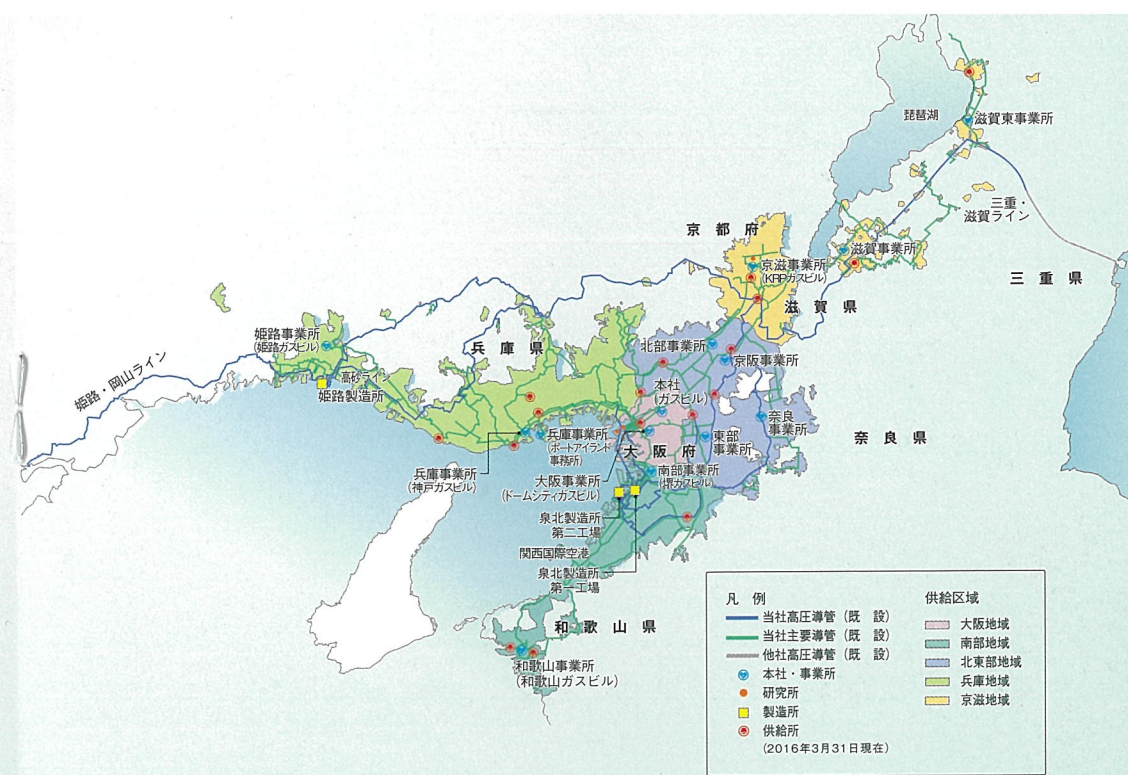 琵琶湖
滋賀東事業所
三重・
滋賀ライン
京都府
滋賀事業所
京滋事業所
(KRPガスビル)
三重県
滋賀県
姫路事業所
(姫路ガスビル)
兵庫県
北部事業所
京阪事業所
姫路・岡山ライン
高砂ライン
姫路製造所
本社
(ガスビル)
奈良
事業所
奈良県
兵庫事業所
(ポートアイランド
事務所)
東部
事業所
大阪府
兵庫事業所
(神戸ガスビル)
南部事業所
(堺ガスビル)
大阪事業所
(ドームシティガスビル)
泉北製造所
第二工場
関西国際空港
泉北製造所
第一工場
和歌山県
和歌山事業所
(和歌山ガスビル)
凡 例
当社高圧導管(既 設)
当社主要導管(既 設)
他社高圧導管(既 設)
本社・事業所
研究所
製造所
供給所
(2016年3月31日現在)
供給区域
大阪地域
南部地域
北東部地域
兵庫地域
京滋地域